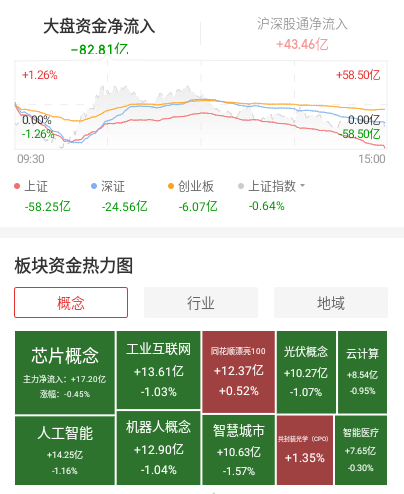 大盘资金净流入
沪深股通净流入
-82.81亿
+43.46亿
+1.26%
+58.50亿
0.00%
0.00亿
-1.26%
-58.50亿
09:30
15:00
上证
深证
创业板
上证指数
-58.25亿
-24.56亿
-6.07亿
-0.64%
板块资金热力图
概念
行业
地域
芯片概念
主力净流入：+17.20亿
涨幅：-0.45%
工业互联网
+13.61亿
-1.03%
同花顺漂亮100
+12.37亿
+0.52%
光伏概念
+10.27亿
-1.07%
云计算
+8.54亿
-0.95%
人工智能
+14.25亿
-1.16%
机器人概念
+12.90亿
-1.04%
智慧城市
+10.63亿
-1.57%
共封装光学（CPO）
+1.35%
智能医疗
+7.65亿
-0.30%